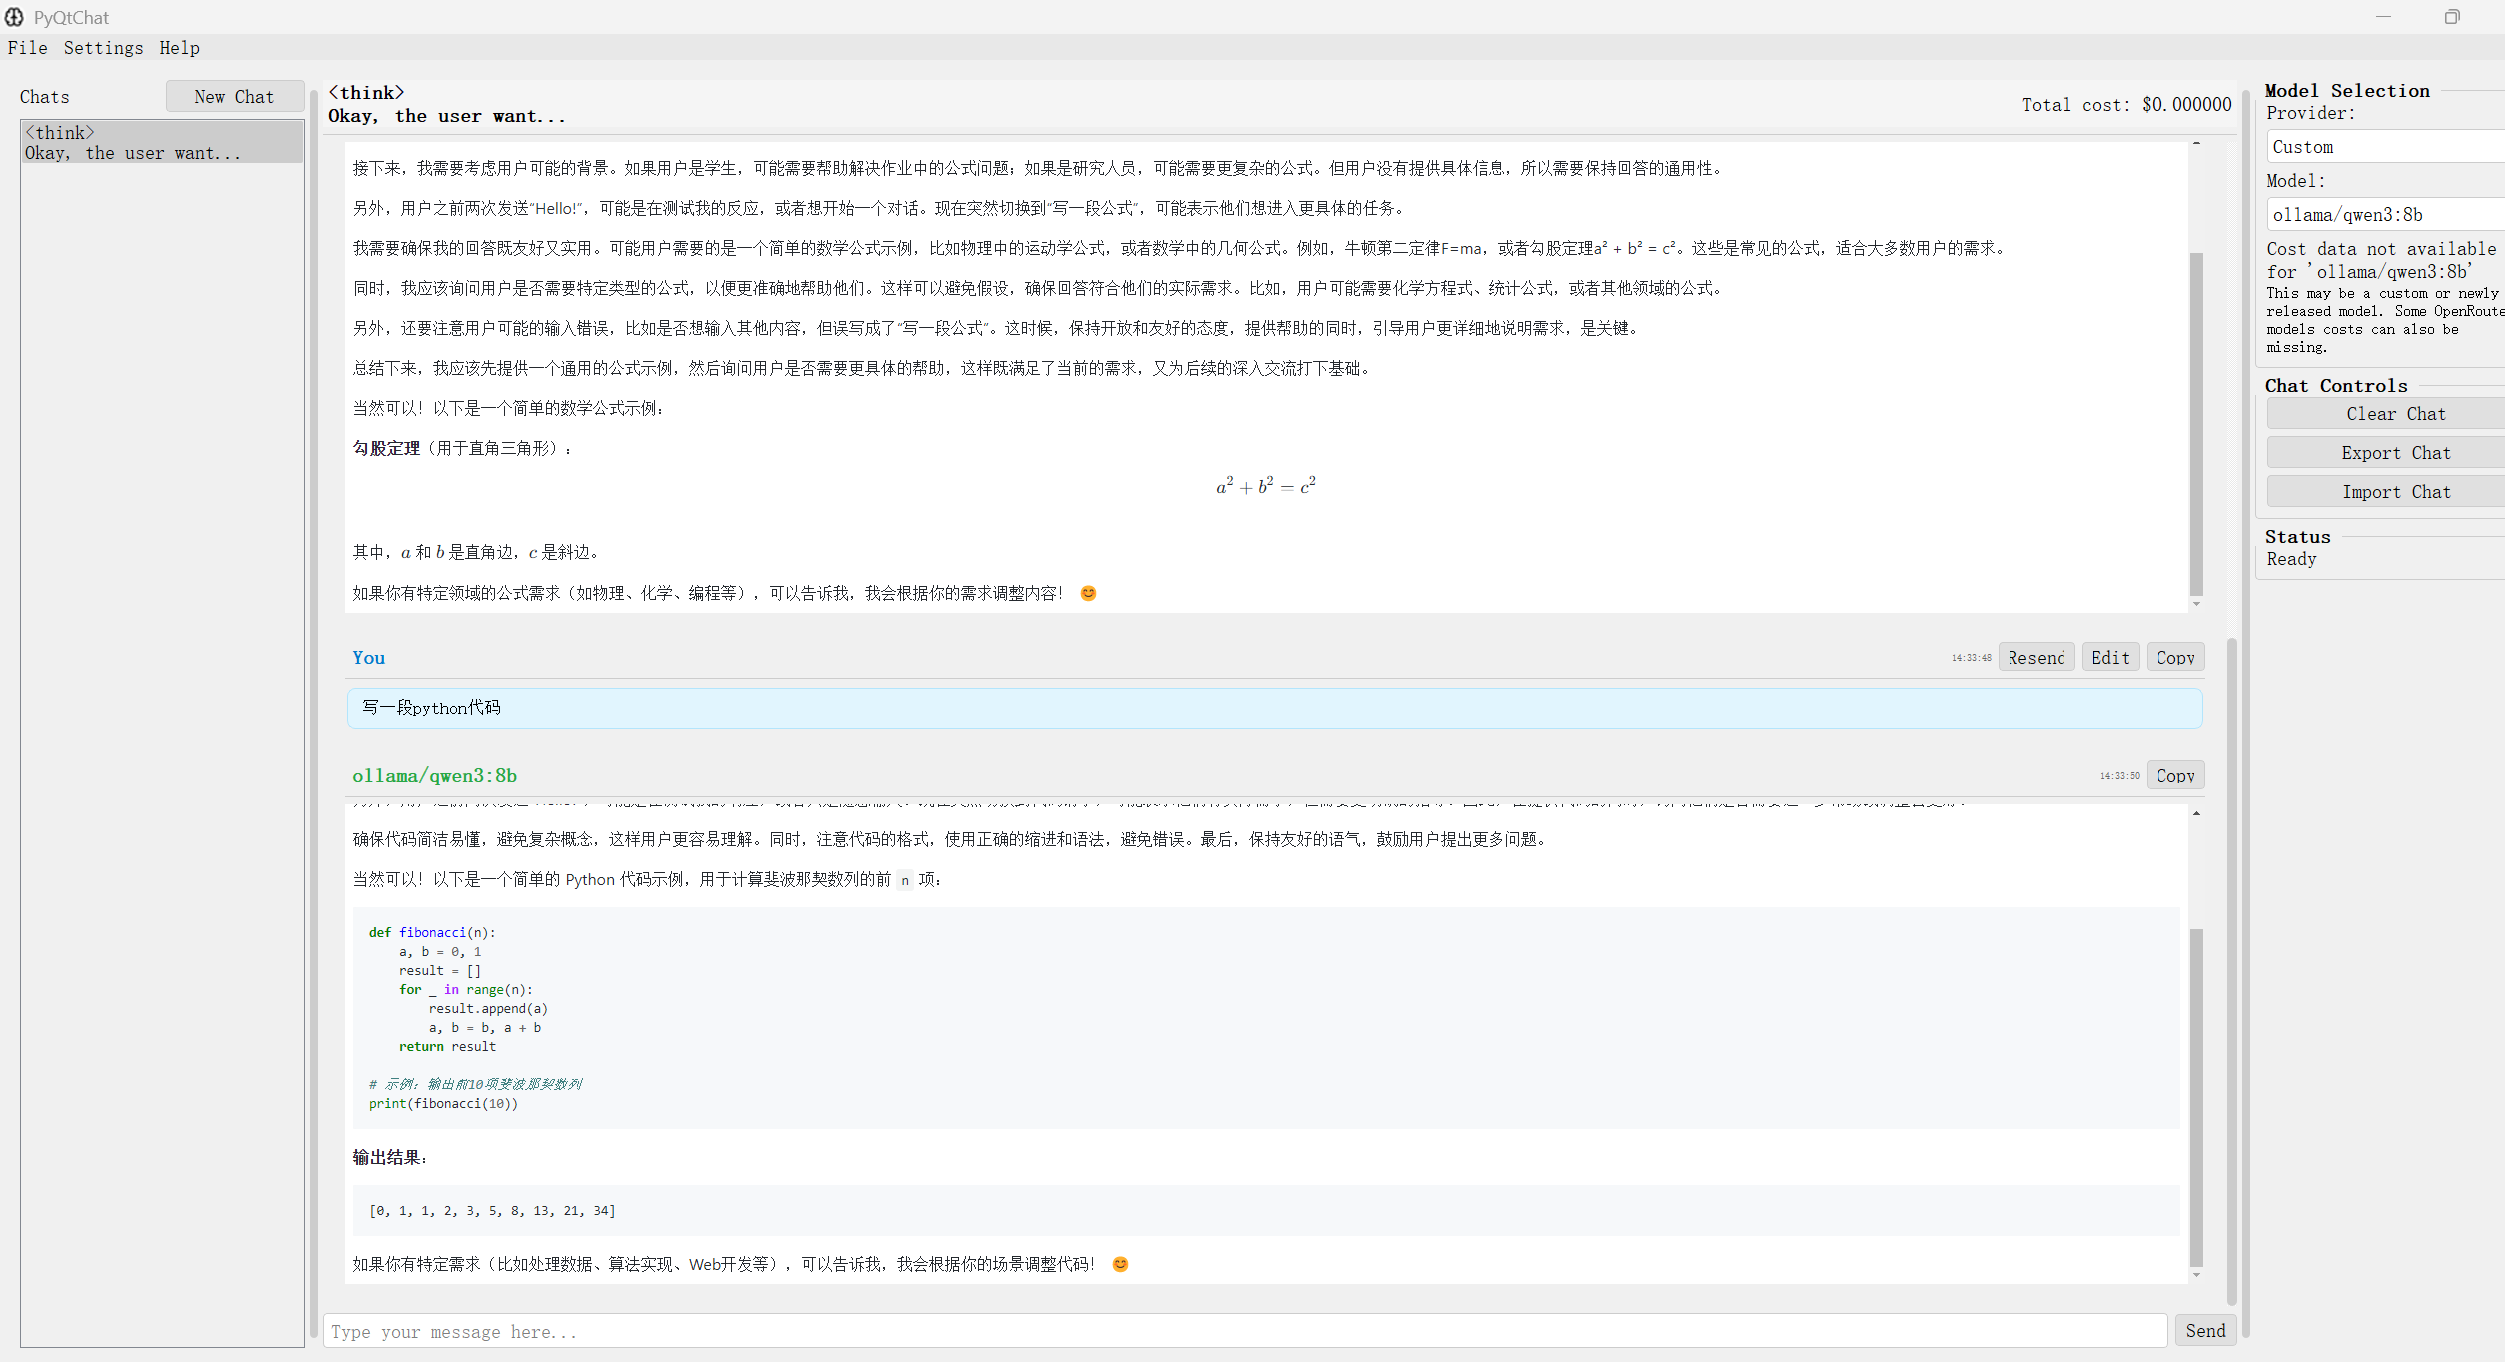 PyQtChat
File Settings Help
Chats
New Chat
<think>
Okay, the user want...
<think>
Okay, the user want...
Total cost: $0.000000
接下来，我需要考虑用户可能的背景。如果用户是学生，可能需要帮助解决作业中的公式问题；如果是研究人员，可能需要更复杂的公式。但用户没有提供具体信息，所以需要保持回答的通用性。
另外，用户之前两次发送“Hello!”，可能是在测试我的反应，或者想开始一个对话。现在突然切换到“写一段公式”，可能表示他们想进入更具体的任务。
我需要确保我的回答既友好又实用。可能用户需要的是一个简单的数学公式示例，比如物理中的运动学公式，或者数学中的几何公式。例如，牛顿第二定律F=ma，或者勾股定理a² + b² = c²。这些是常见的公式，适合大多数用户的需求。
同时，我应该询问用户是否需要特定类型的公式，以便更准确地帮助他们。这样可以避免假设，确保回答符合他们的实际需求。比如，用户可能需要化学方程式、统计公式，或者其他领域的公式。
另外，还要注意用户可能的输入错误，比如是否想输入其他内容，但误写成了“写一段公式”。这时候，保持开放和友好的态度，提供帮助的同时，引导用户更详细地说明需求，是关键。
总结下来，我应该先提供一个通用的公式示例，然后询问用户是否需要更具体的帮助，这样既满足了当前的需求，又为后续的深入交流打下基础。
当然可以！以下是一个简单的数学公式示例：
勾股定理（用于直角三角形）：
a² + b² = c²
其中，a 和 b 是直角边，c 是斜边。
如果你有特定领域的公式需求（如物理、化学、编程等），可以告诉我，我会根据你的需求调整内容！ 😊
You
14:33:48 Resend Edit Copy
写一段python代码
ollama/qwen3:8b
14:33:50 Copy
确保代码简洁易懂，避免复杂概念，这样用户更容易理解。同时，注意代码的格式，使用正确的缩进和语法，避免错误。最后，保持友好的语气，鼓励用户提出更多问题。
当然可以！以下是一个简单的 Python 代码示例，用于计算斐波那契数列的前 n 项：
def fibonacci(n):
    a, b = 0, 1
    result = []
    for _ in range(n):
        result.append(a)
        a, b = b, a + b
    return result
# 示例：输出前10项斐波那契数列
print(fibonacci(10))
输出结果：
[0, 1, 1, 2, 3, 5, 8, 13, 21, 34]
如果你有特定需求（比如处理数据、算法实现、Web开发等），可以告诉我，我会根据你的场景调整代码！ 😊
Type your message here...
Send
Model Selection
Provider:
Custom
Model:
ollama/qwen3:8b
Cost data not available
for 'ollama/qwen3:8b'
This may be a custom or newly
released model. Some OpenRoute
models costs can also be
missing.
Chat Controls
Clear Chat
Export Chat
Import Chat
Status
Ready